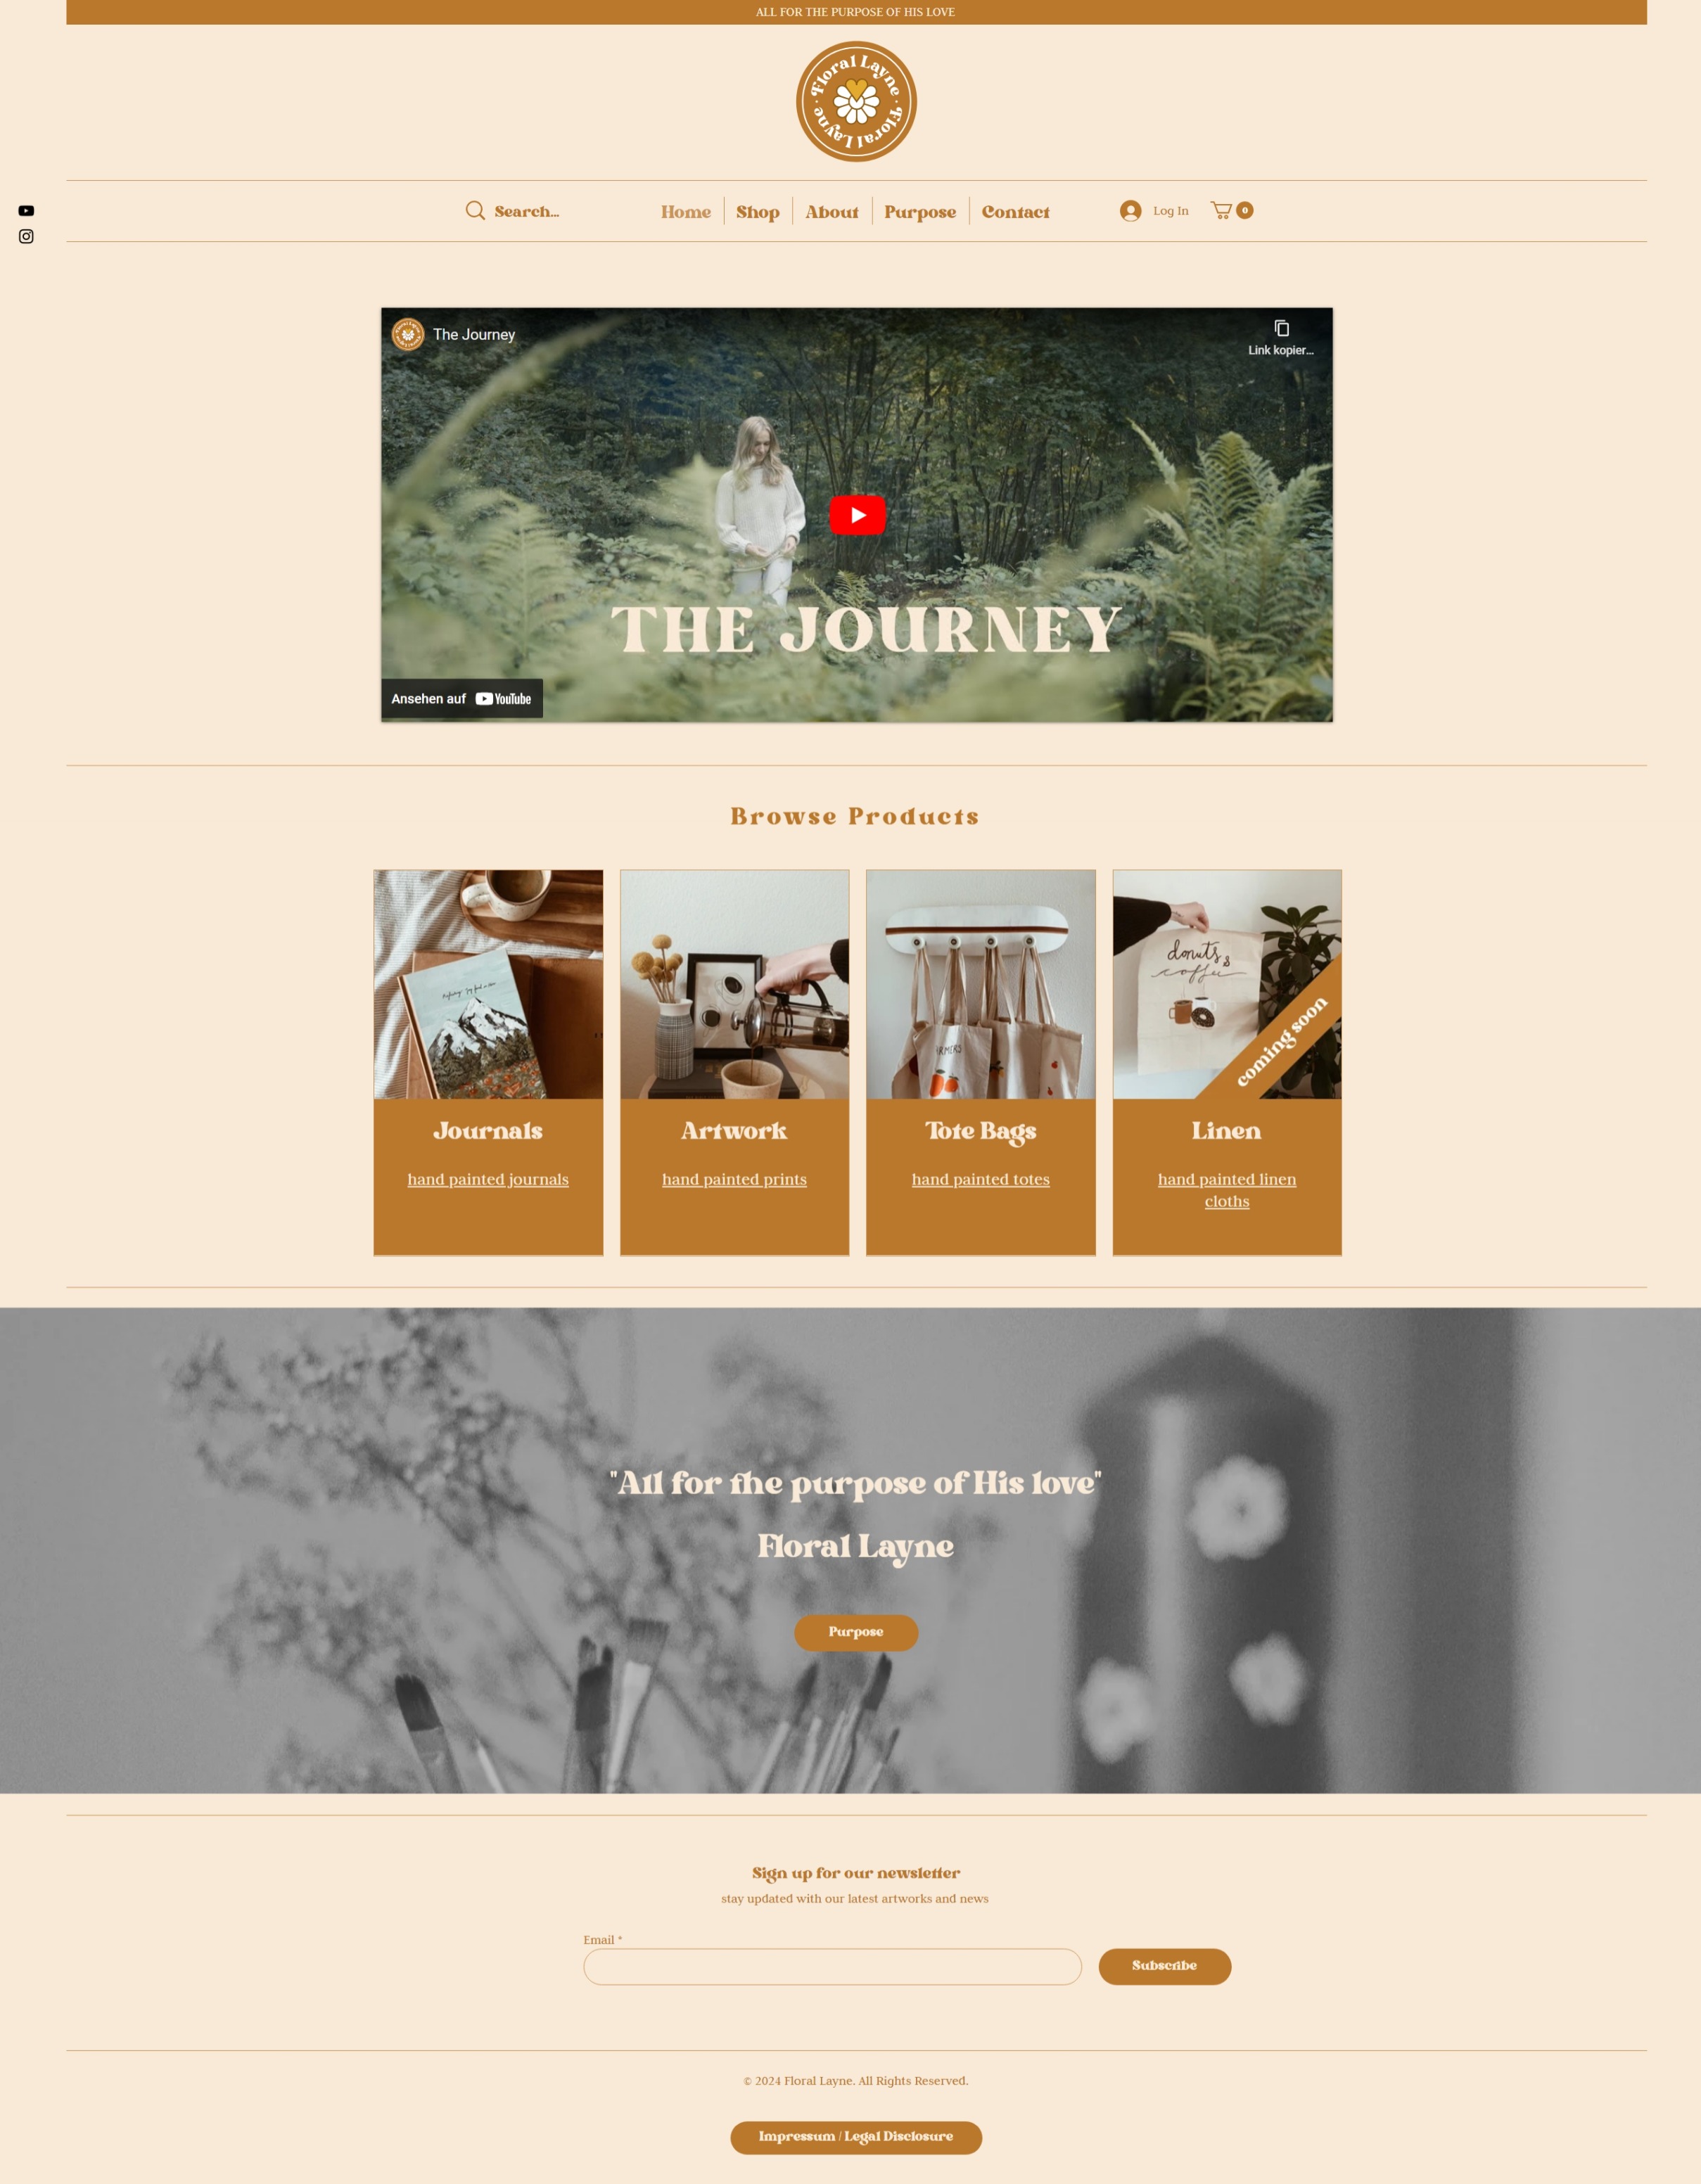 ALL FOR THE PURPOSE OF HIS LOVE
Floral Layne · Floral Layne ·
Search...
Home
Shop
About
Purpose
Contact
Log In
0
The Journey
Link kopier...
THE JOURNEY
Ansehen auf YouTube
Browse Products
donuts &
coffee
coming soon
Journals
Artwork
Tote Bags
Linen
hand painted journals
hand painted prints
hand painted totes
hand painted linen
cloths
"All for the purpose of His love"
Floral Layne
Purpose
Sign up for our newsletter
stay updated with our latest artworks and news
Email *
Subscribe
© 2024 Floral Layne. All Rights Reserved.
Impressum / Legal Disclosure